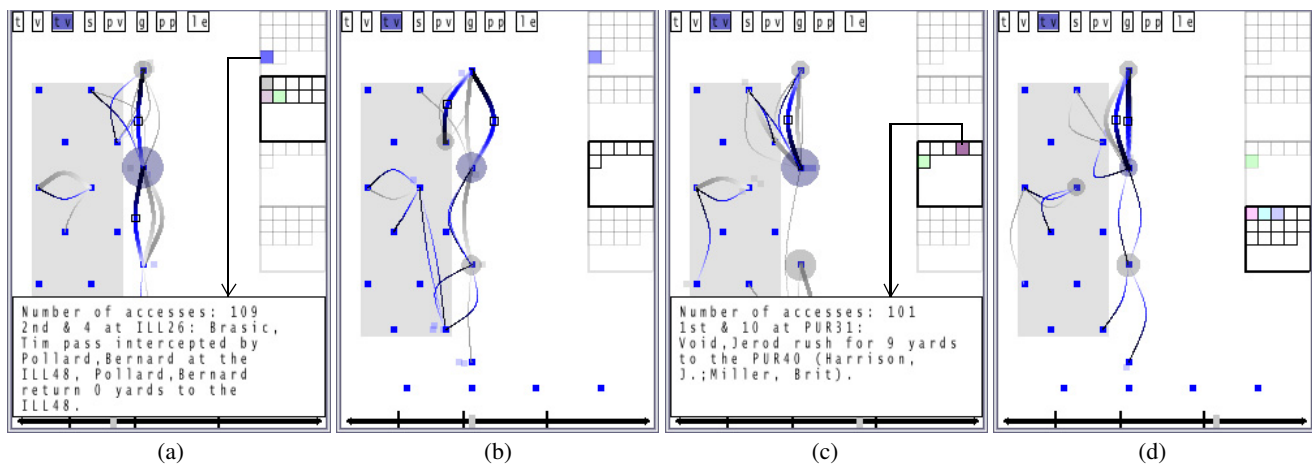 t v tv s pv g pp le
t v tv s pv g pp le
t v tv s pv g pp le
t v tv s pv g pp le
Number of accesses: 109
2nd & 4 at ILL26: Brasic,
Tim pass intercepted by
Pollard,Bernard at the
ILL48, Pollard,Bernard
return 0 yards to the
ILL48.
Number of accesses: 101
1st & 10 at PUR31:
Void,Jerod rush for 9 yards
to the PUR40 (Harrison,
J.;Miller, Brit).
(a)
(b)
(c)
(d)